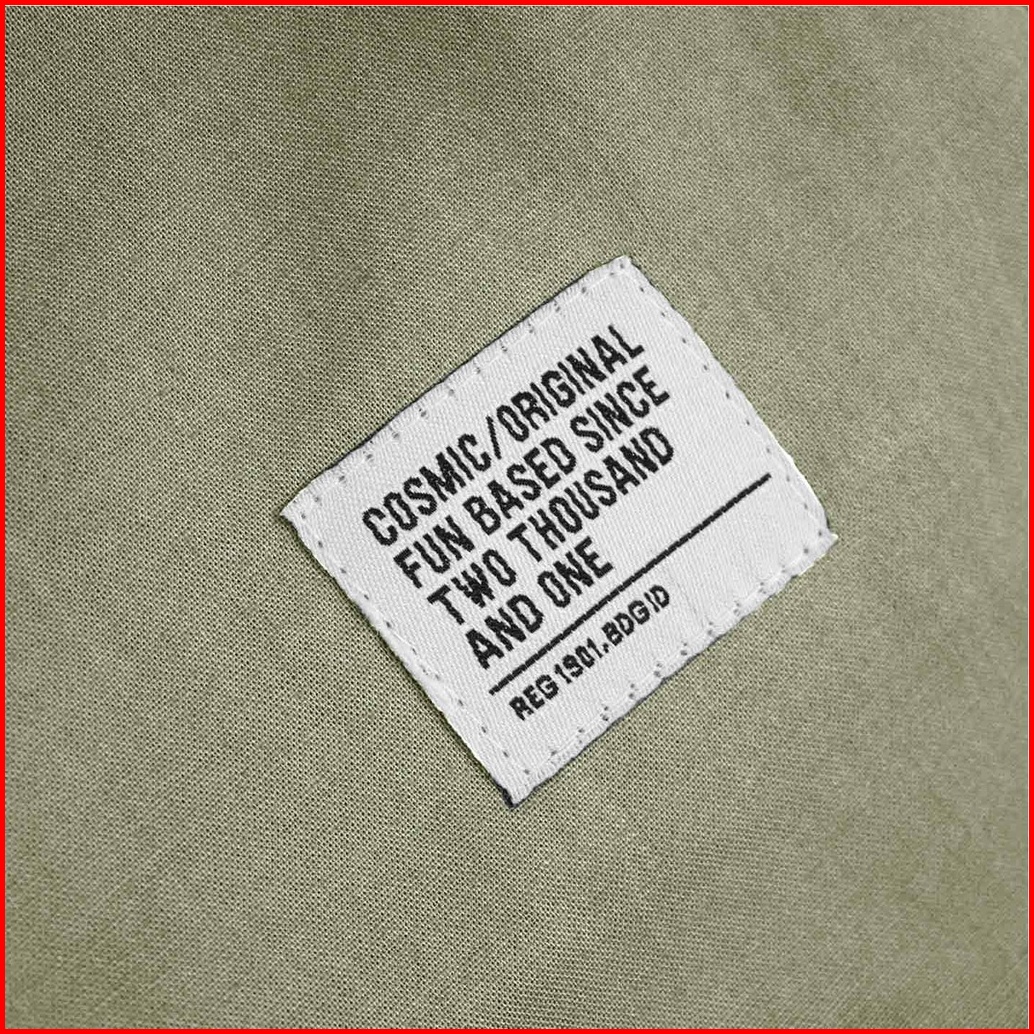 COSMIC/ORIGINAL
FUN BASED SINCE
TWO THOUSAND
AND ONE
REG 1901.BDG ID